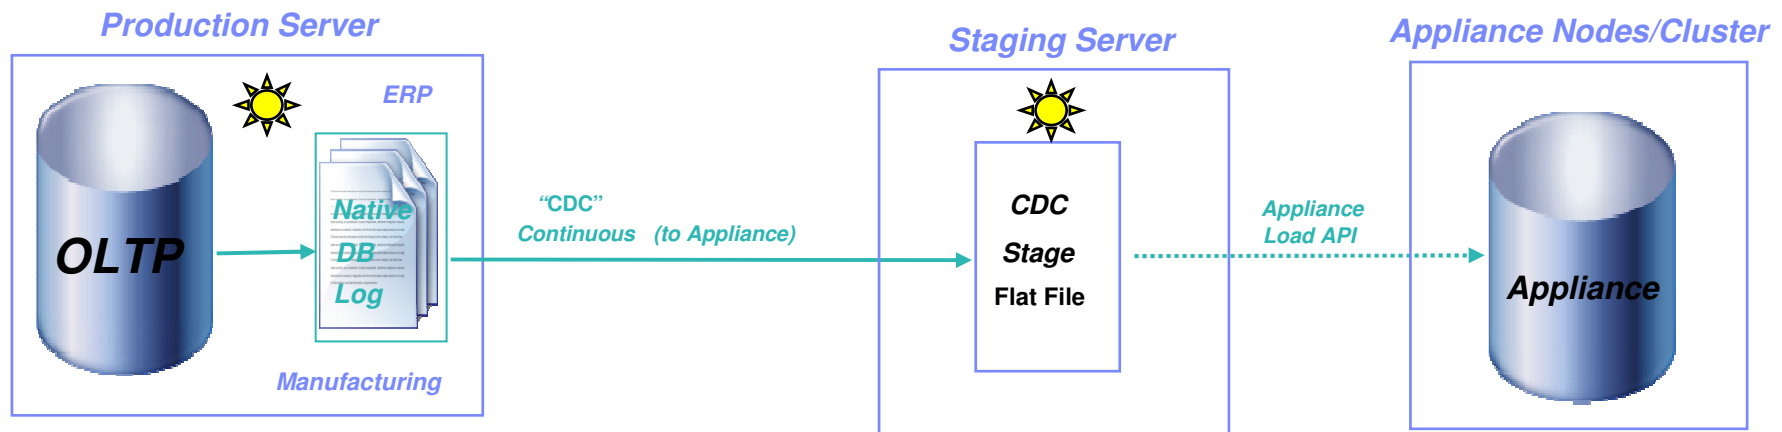 Production Server
Staging Server
Appliance Nodes/Cluster
ERP
OLTP
Native
DB
Log
Manufacturing
“CDC”
Continuous (to Appliance)
CDC
Stage
Flat File
Appliance
Load API
Appliance